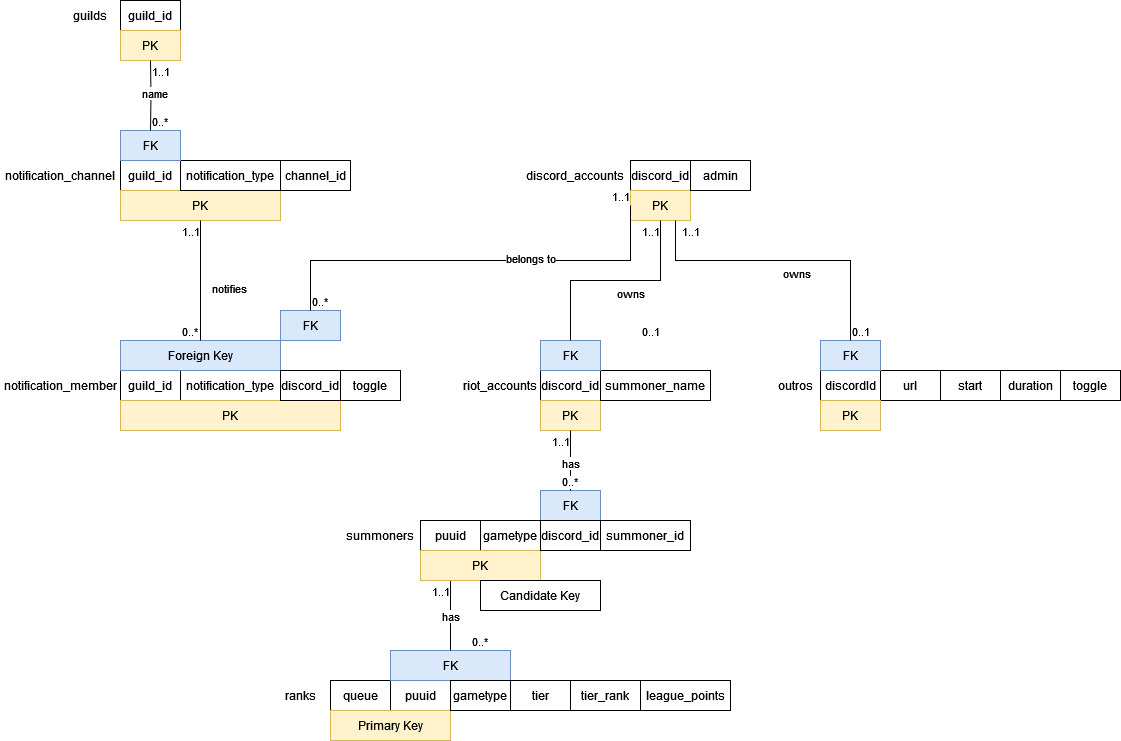 guilds guild_id
PK
1..1
name
0..*
FK
notification_channel guild_id notification_type channel_id
PK
discord_accounts discord_id admin
PK
1..1
1..1
1..1
1..1
belongs to
owns
owns
notifies
0..*
0..*
0..1
0..1
FK
Foreign Key
FK
FK
notification_member guild_id notification_type discord_id toggle
PK
riot_accounts discord_id summoner_name
PK
outros discordId url start duration toggle
PK
1..1
has
0..*
FK
summoners puuid gametype discord_id summoner_id
PK
Candidate Key
1..1
has
0..*
FK
ranks queue puuid gametype tier tier_rank league_points
Primary Key